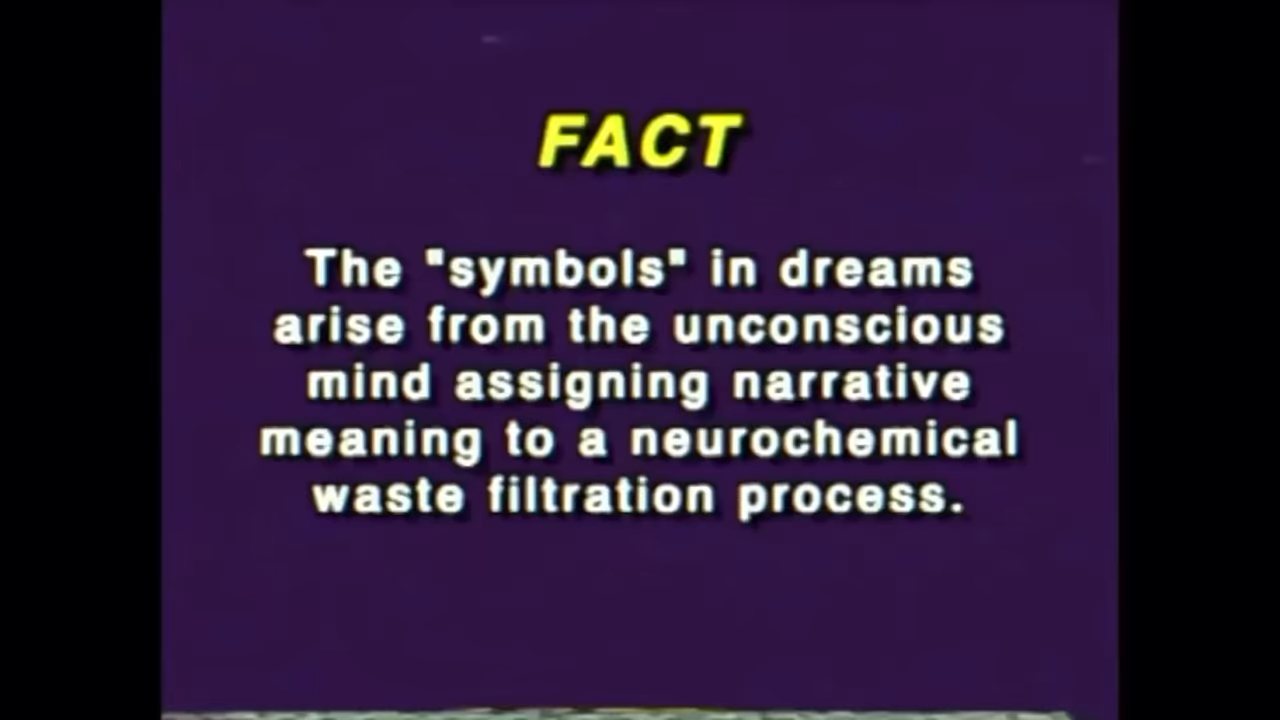 FACT
The "symbols" in dreams
arise from the unconscious
mind assigning narrative
meaning to a neurochemical
waste filtration process.